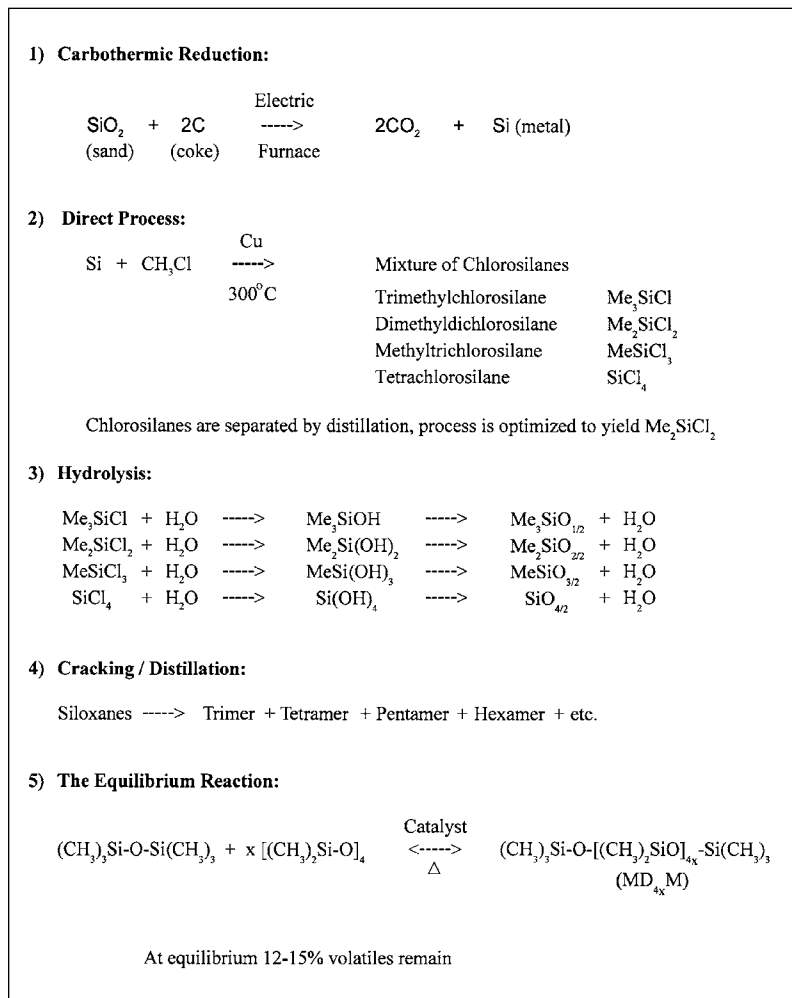 1) Carbothermic Reduction:
Electric
SiO₂ + 2C -----> 2CO₂ + Si (metal)
(sand) (coke) Furnace
2) Direct Process:
Cu
Si + CH₃Cl -----> Mixture of Chlorosilanes
300°C Trimethylchlorosilane Me₃SiCl
Dimethyldichlorosilane Me₂SiCl₂
Methyltrichlorosilane MeSiCl₃
Tetrachlorosilane SiCl₄
Chlorosilanes are separated by distillation, process is optimized to yield Me₂SiCl₂
3) Hydrolysis:
Me₃SiCl + H₂O -----> Me₃SiOH -----> Me₃SiO₁/₂ + H₂O
Me₂SiCl₂ + H₂O -----> Me₂Si(OH)₂ -----> Me₂SiO₂/₂ + H₂O
MeSiCl₃ + H₂O -----> MeSi(OH)₃ -----> MeSiO₃/₂ + H₂O
SiCl₄ + H₂O -----> Si(OH)₄ -----> SiO₄/₂ + H₂O
4) Cracking / Distillation:
Siloxanes -----> Trimer + Tetramer + Pentamer + Hexamer + etc.
5) The Equilibrium Reaction:
Catalyst
(CH₃)₃Si-O-Si(CH₃)₃ + x [(CH₃)₂Si-O]₄ <-----> (CH₃)₃Si-O-[(CH₃)₂SiO]₄ₓ-Si(CH₃)₃
△ (MD₄ₓM)
At equilibrium 12-15% volatiles remain